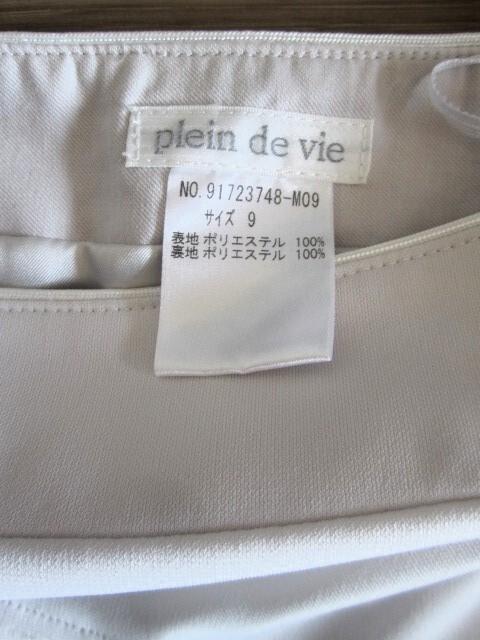 plein de vie
NO.91723748-M09
サイズ 9
表地 ポリエステル 100%
裏地 ポリエステル 100%